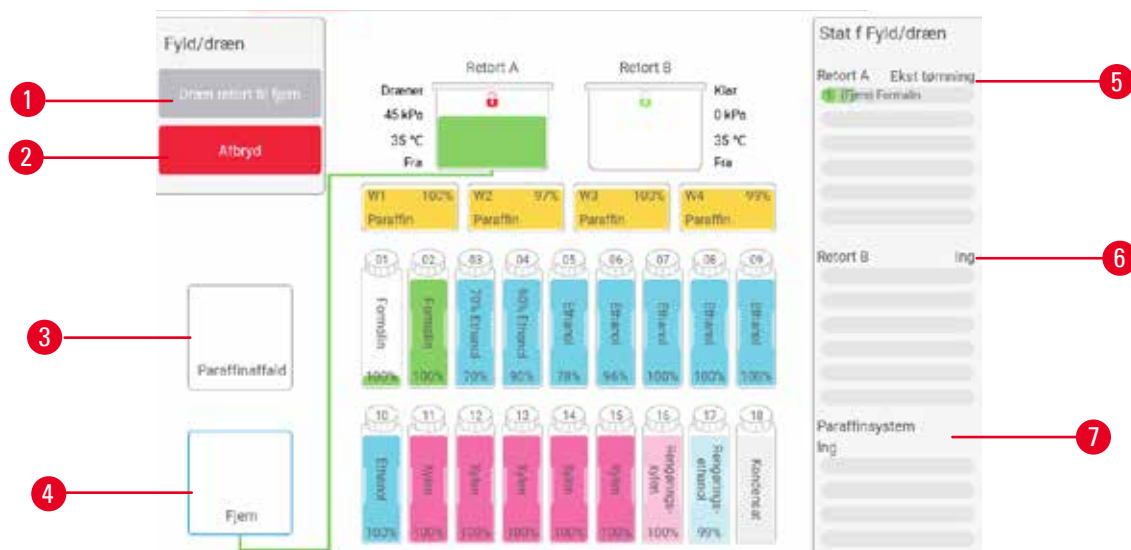 Fyld/dræn
Dræn retort til fjern
Afbryd
Paraffinaffald
Fjern
1
2
3
4
Retort A
Retort B
Dræner
45 kPa
35 °C
Fra
Klar
0 kPa
35 °C
Fra
W1 100%
Paraffin
W2 97%
Paraffin
W3 100%
Paraffin
W4 99%
Paraffin
01
02
03
04
05
06
07
08
09
Formalin
Formalin
70% Ethanol
80% Ethanol
Ethanol
Ethanol
Ethanol
Ethanol
Ethanol
100%
100%
70%
90%
78%
96%
100%
100%
100%
10
11
12
13
14
15
16
17
18
Ethanol
Xylen
Xylen
Xylen
Xylen
Xylen
Rengørings-
xylen
Rengørings-
ethanol
Kondensat
100%
100%
100%
100%
100%
100%
100%
99%
Stat f Fyld/dræn
Retort A Ekst tømning
(Fjern) Formalin
Retort B Ing
Paraffinsystem
Ing
5
6
7